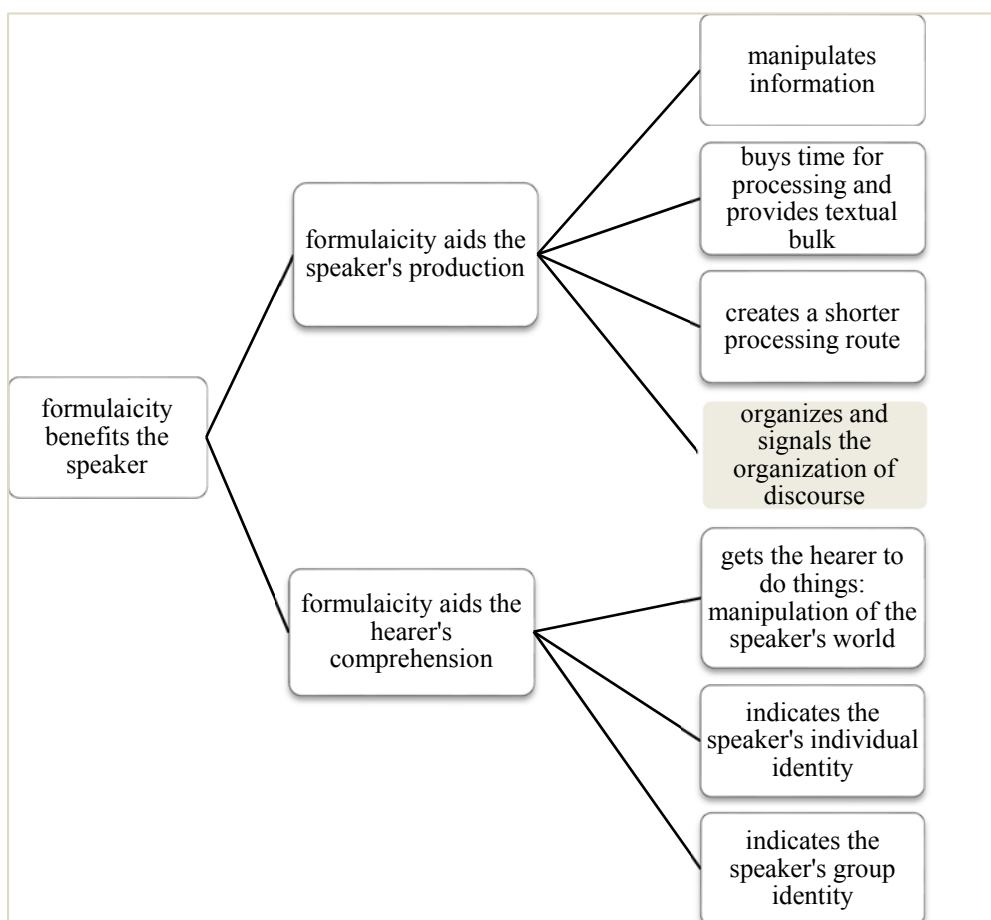 manipulates
information
buys time for
processing and
provides textual
bulk
formulaicity aids the
speaker's production
creates a shorter
processing route
formulaicity
benefits the
speaker
organizes and
signals the
organization of
discourse
gets the hearer to
do things:
manipulation of the
speaker's world
formulaicity aids the
hearer's
comprehension
indicates the
speaker's individual
identity
indicates the
speaker's group
identity